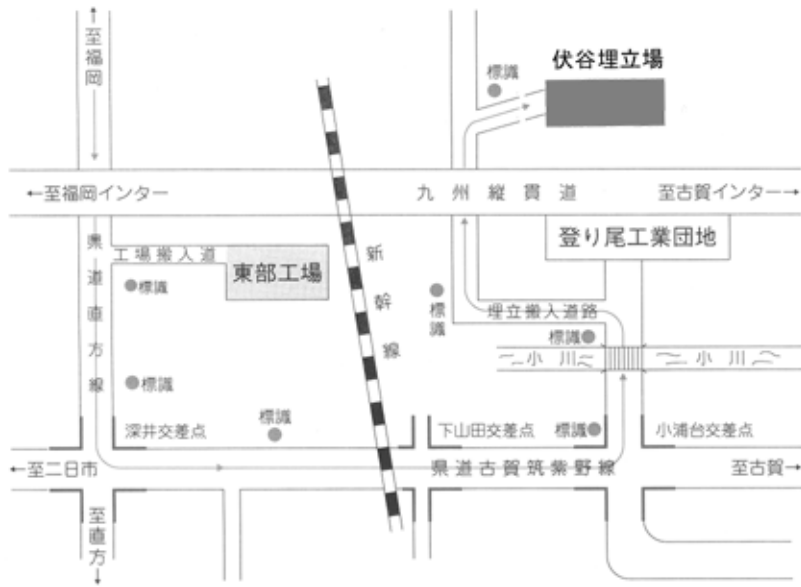 ↑至福岡
伏谷埋立場
標識
←至福岡インター
九州縦貫道
至古賀インター→
県道直方線
工場搬入道
東部工場
新幹線
登り尾工業団地
標識
標識
埋立搬入道路
標識
小川
小川
標識
標識
深井交差点
下山田交差点
標識
小浦台交差点
←至二日市
県道古賀筑紫野線
至古賀→
至直方↓